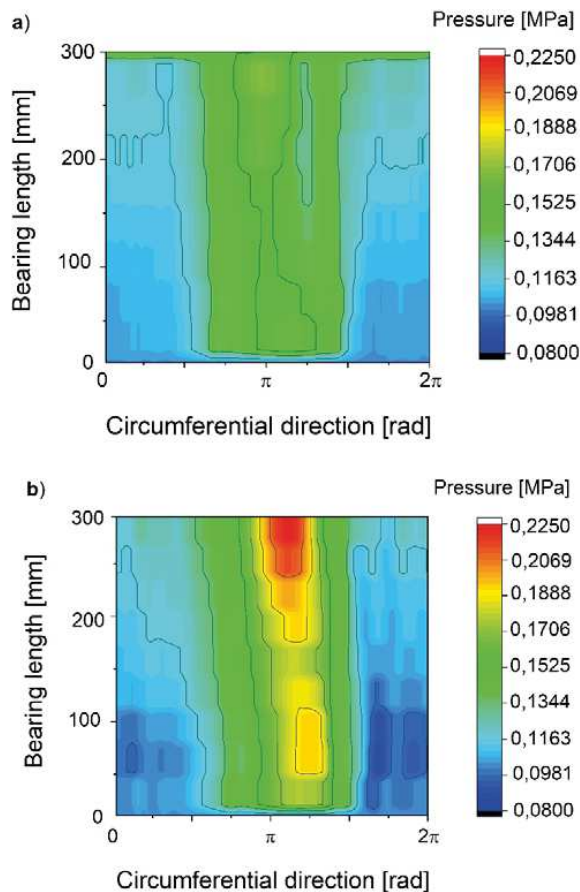 a)
Pressure [MPa]
Bearing length [mm]
300
200
100
0
0
π
2π
Circumferential direction [rad]
0,2250
0,2069
0,1888
0,1706
0,1525
0,1344
0,1163
0,0981
0,0800
b)
Pressure [MPa]
Bearing length [mm]
300
200
100
0
0
π
2π
Circumferential direction [rad]
0,2250
0,2069
0,1888
0,1706
0,1525
0,1344
0,1163
0,0981
0,0800